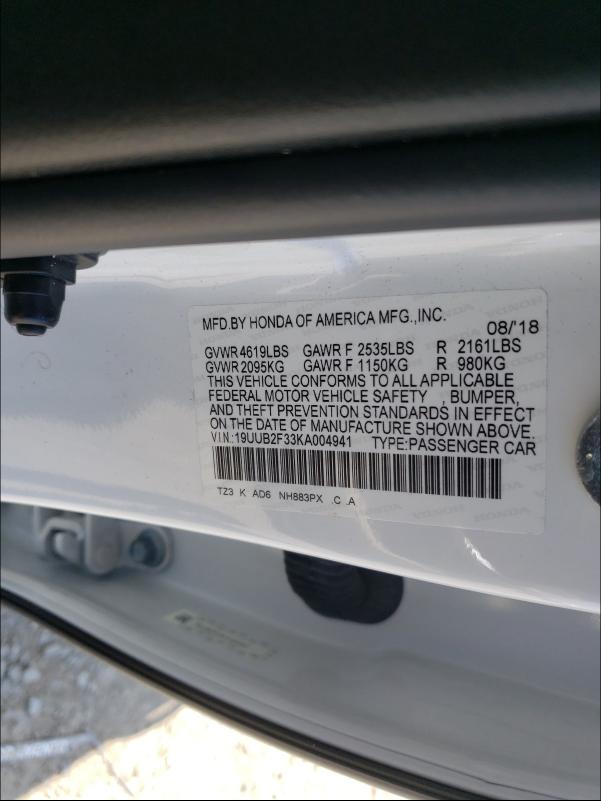 MFD.BY HONDA OF AMERICA MFG.,INC. 08/'18
GVWR 4619LBS GAWR F 2535LBS R 2161LBS
GVWR 2095KG GAWR F 1150KG R 980KG
THIS VEHICLE CONFORMS TO ALL APPLICABLE
FEDERAL MOTOR VEHICLE SAFETY , BUMPER,
AND THEFT PREVENTION STANDARDS IN EFFECT
ON THE DATE OF MANUFACTURE SHOWN ABOVE.
VIN:19UUB2F33KA004941 TYPE:PASSENGER CAR
TZ3 K AD6 NH883PX .C .A